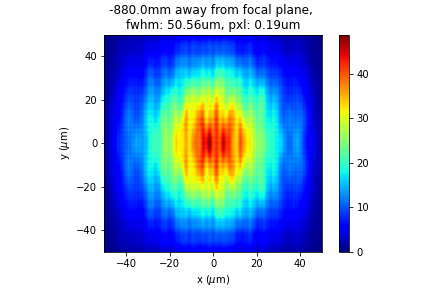 -880.0mm away from focal plane,
fwhm: 50.56um, pxl: 0.19um
40
20
0
−20
−40
y (μm)
−40 −20 0 20 40
x (μm)
40
30
20
10
0